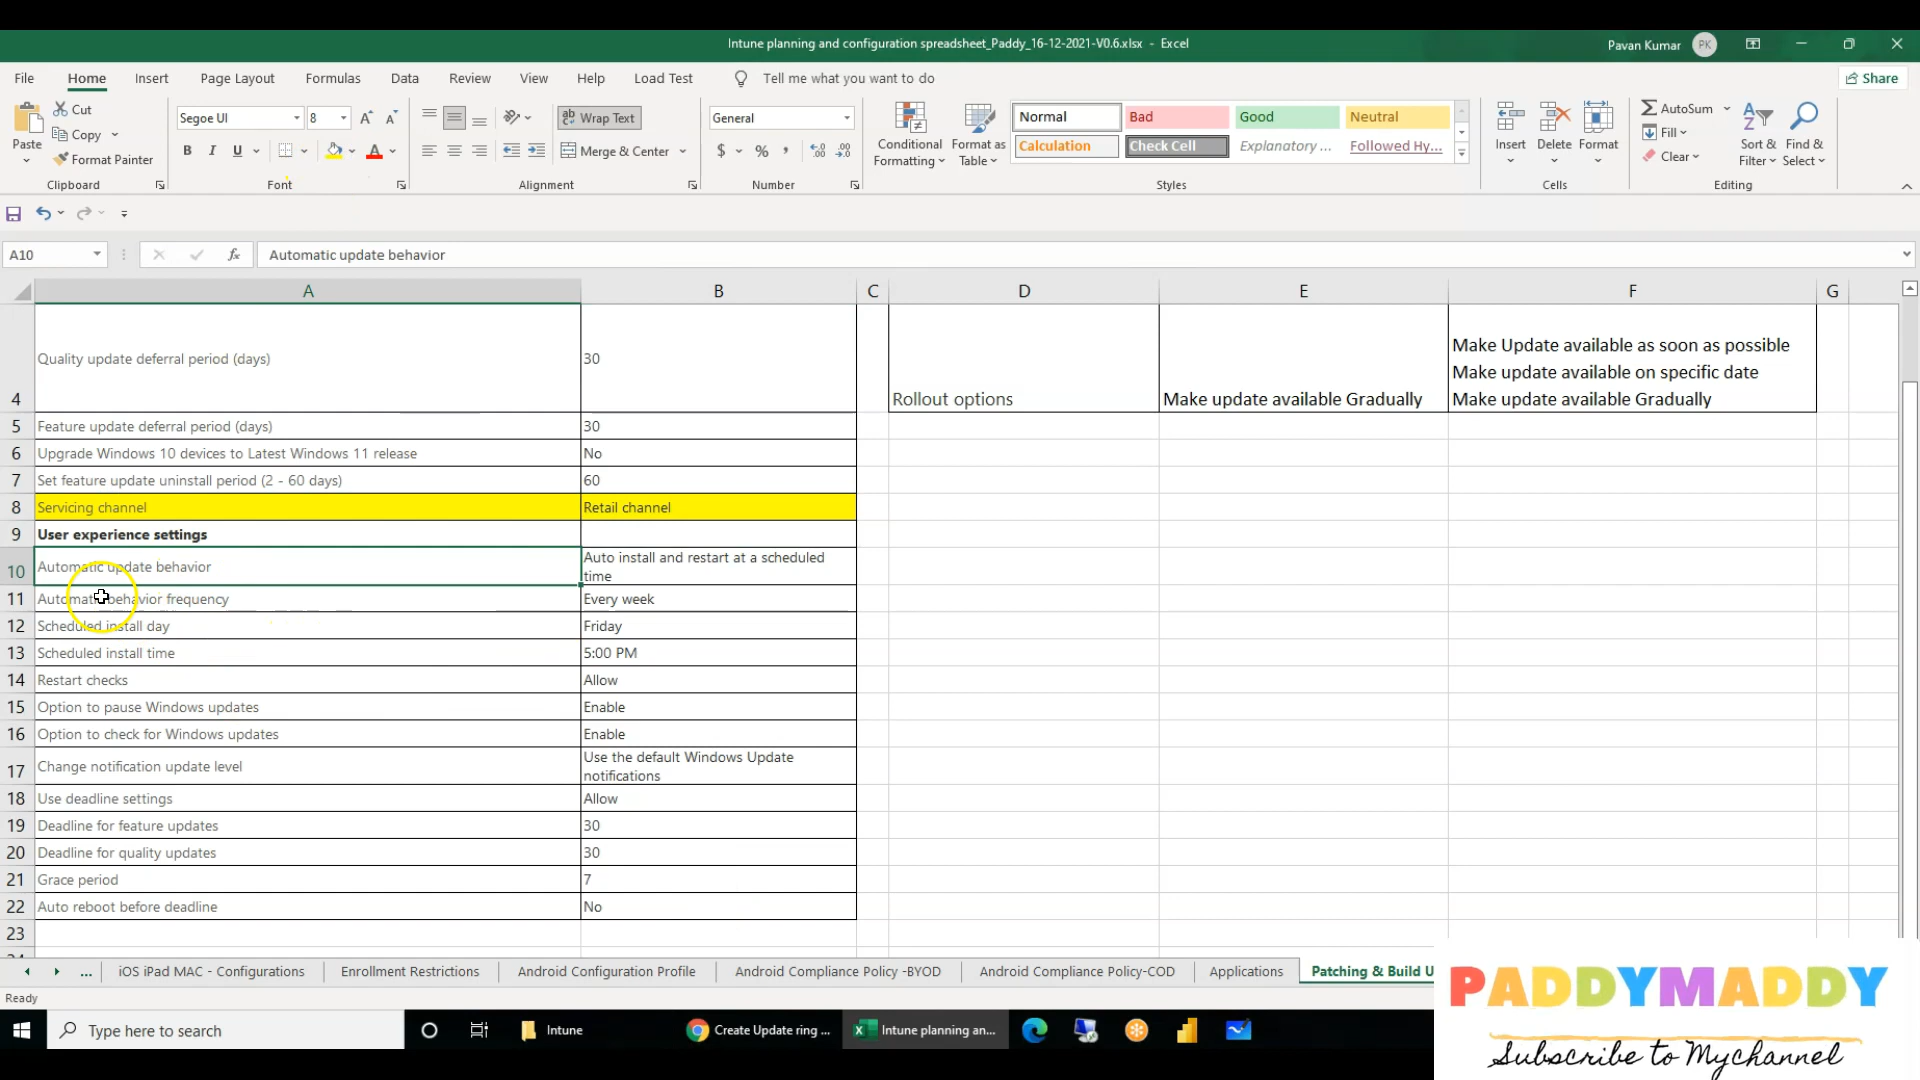 Intune planning and configuration spreadsheet_Paddy_16-12-2021-V0.6.xlsx - Excel
Pavan Kumar PK
File Home Insert Page Layout Formulas Data Review View Help Load Test Tell me what you want to do Share
Paste
Cut
Copy
Format Painter
Clipboard
Segoe UI 8
B I U
Font
Wrap Text
Merge & Center
Alignment
General
$ % ,
Number
Conditional Formatting
Format as Table
Normal Bad Good Neutral
Calculation Check Cell Explanatory ... Followed Hy...
Styles
Insert Delete Format
Cells
AutoSum
Fill
Clear
Sort & Filter
Find & Select
Editing
A10 fx Automatic update behavior
A B C D E F G
Make Update available as soon as possible
Quality update deferral period (days) 30
Make update available on specific date
4 Rollout options Make update available Gradually Make update available Gradually
5 Feature update deferral period (days) 30
6 Upgrade Windows 10 devices to Latest Windows 11 release No
7 Set feature update uninstall period (2 - 60 days) 60
8 Servicing channel Retail channel
9 User experience settings
10 Automatic update behavior Auto install and restart at a scheduled
time
11 Automatic behavior frequency Every week
12 Scheduled install day Friday
13 Scheduled install time 5:00 PM
14 Restart checks Allow
15 Option to pause Windows updates Enable
16 Option to check for Windows updates Enable
17 Change notification update level Use the default Windows Update
notifications
18 Use deadline settings Allow
19 Deadline for feature updates 30
20 Deadline for quality updates 30
21 Grace period 7
22 Auto reboot before deadline No
23
... iOS iPad MAC - Configurations Enrollment Restrictions Android Configuration Profile Android Compliance Policy -BYOD Android Compliance Policy-COD Applications Patching & Build U
Ready
PADDYMADDY
Subscribe to Mychannel
Type here to search Intune Create Update ring ... Intune planning an...